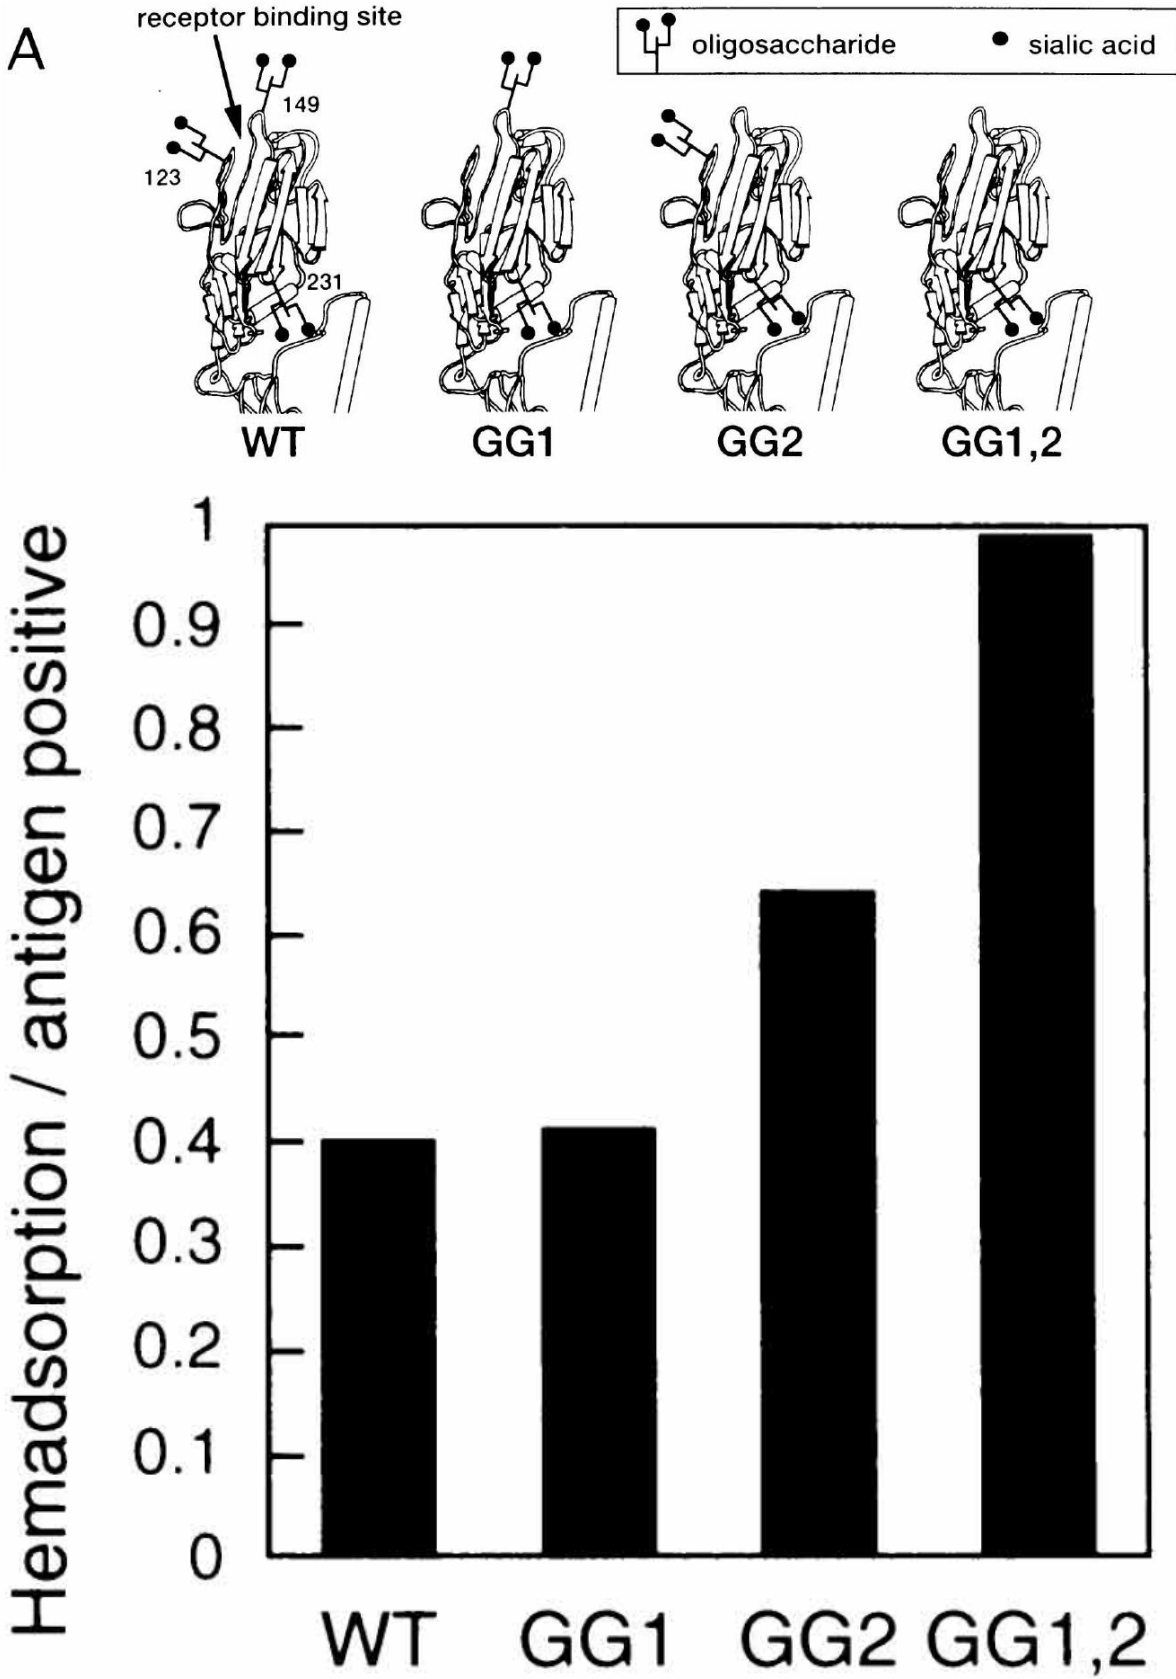 A
receptor binding site
oligosaccharide
sialic acid
149
123
231
WT
GG1
GG2
GG1,2
Hemadsorption / antigen positive
1
0.9
0.8
0.7
0.6
0.5
0.4
0.3
0.2
0.1
0
WT
GG1
GG2
GG1,2